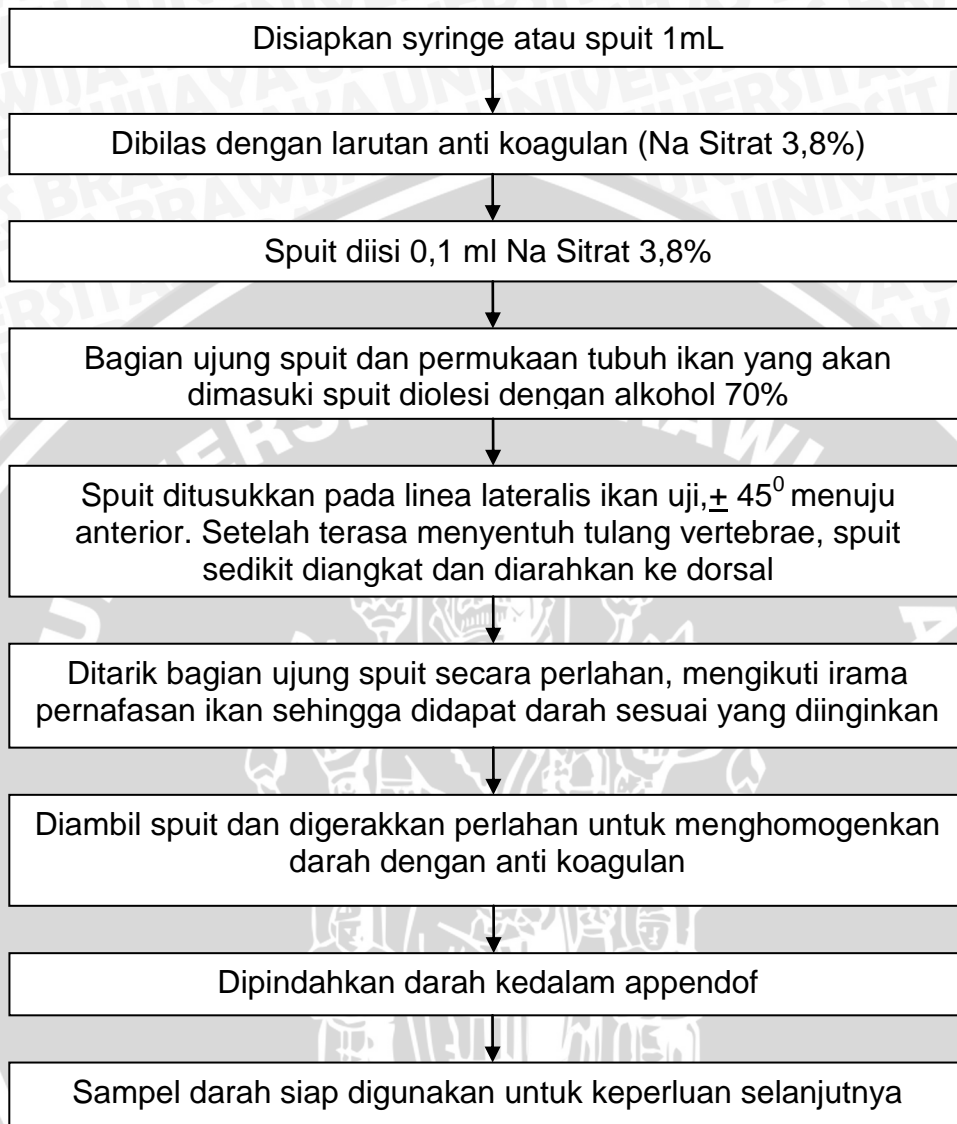 Disiapkan syringe atau spuit 1mL
Dibilas dengan larutan anti koagulan (Na Sitrat 3,8%)
Spuit diisi 0,1 ml Na Sitrat 3,8%
Bagian ujung spuit dan permukaan tubuh ikan yang akan
dimasuki spuit diolesi dengan alkohol 70%
Spuit ditusukkan pada linea lateralis ikan uji,± 45⁰ menuju
anterior. Setelah terasa menyentuh tulang vertebrae, spuit
sedikit diangkat dan diarahkan ke dorsal
Ditarik bagian ujung spuit secara perlahan, mengikuti irama
pernafasan ikan sehingga didapat darah sesuai yang diinginkan
Diambil spuit dan digerakkan perlahan untuk menghomogenkan
darah dengan anti koagulan
Dipindahkan darah kedalam appendof
Sampel darah siap digunakan untuk keperluan selanjutnya